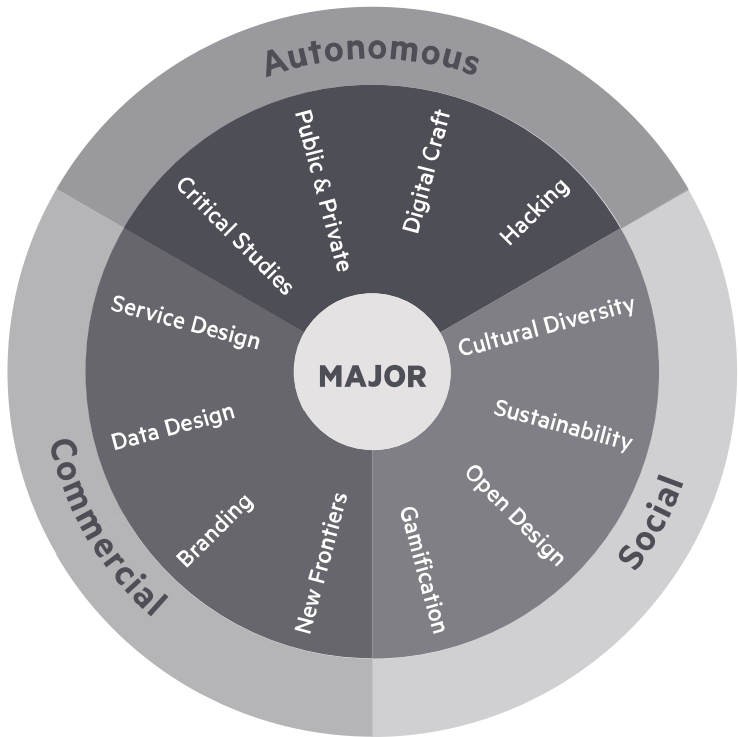 Autonomous
Critical Studies
Public & Private
Digital Craft
Hacking
Social
Cultural Diversity
Sustainability
Open Design
Gamification
Commercial
New Frontiers
Branding
Data Design
Service Design
MAJOR